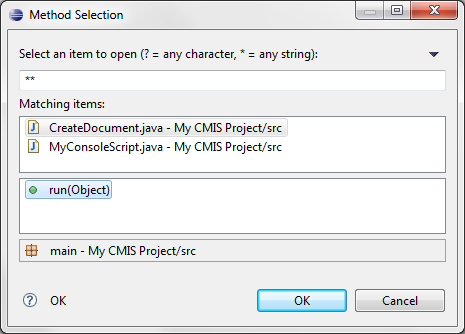 Method Selection
Select an item to open (? = any character, * = any string):
**
Matching items:
CreateDocument.java - My CMIS Project/src
MyConsoleScript.java - My CMIS Project/src
run(Object)
main - My CMIS Project/src
? OK OK Cancel